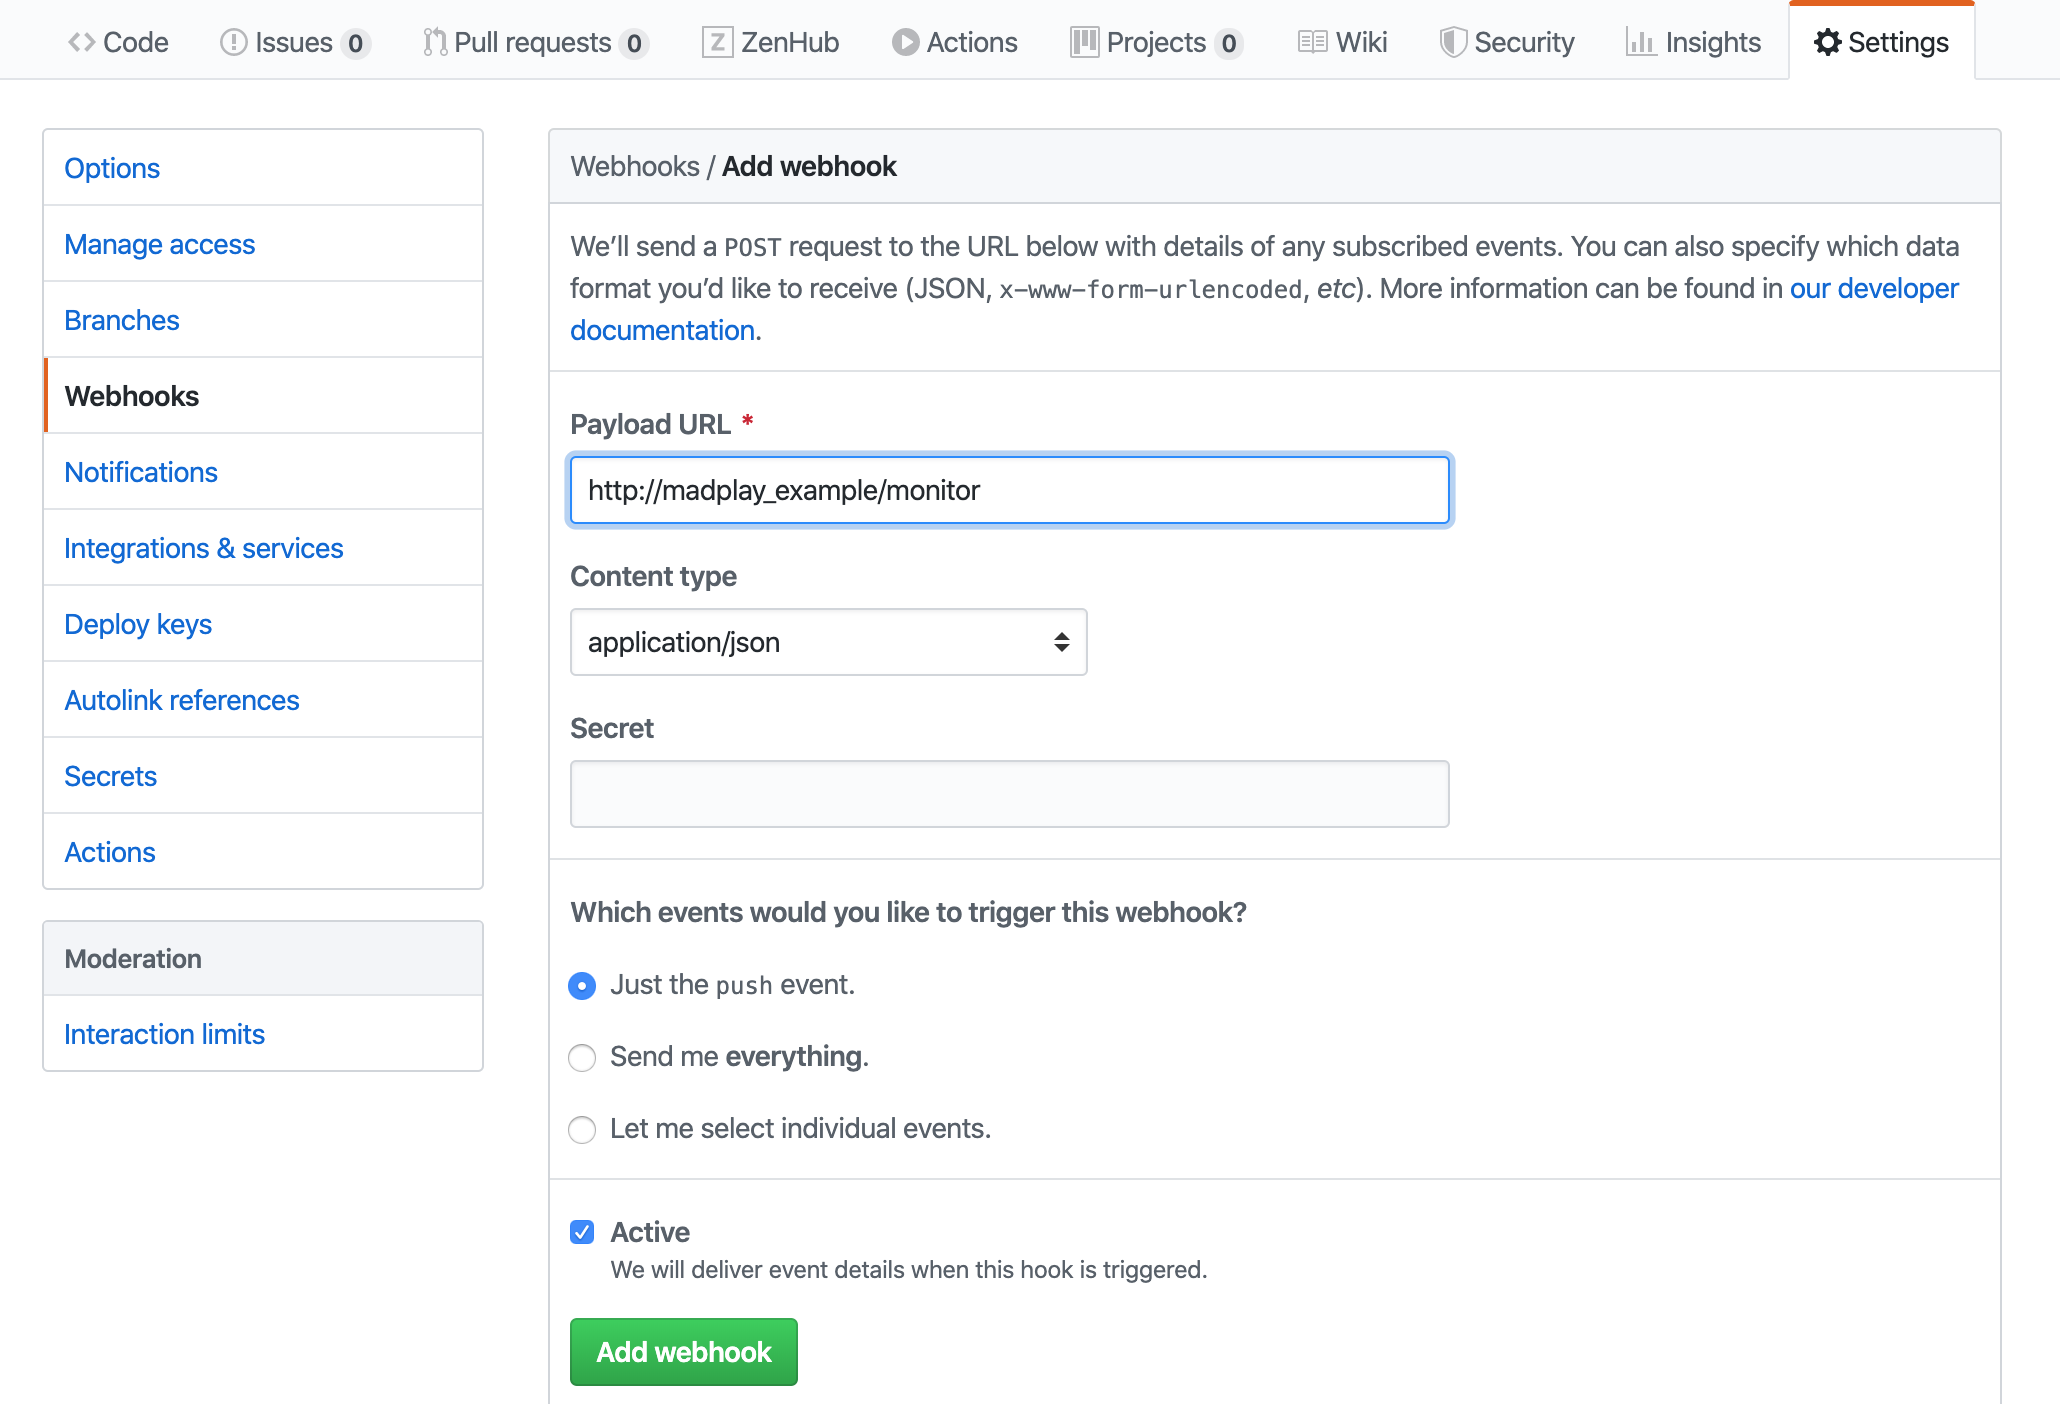 Code Issues 0 Pull requests 0 ZenHub Actions Projects 0 Wiki Security Insights Settings
Options
Manage access
Branches
Webhooks
Notifications
Integrations & services
Deploy keys
Autolink references
Secrets
Actions
Moderation
Interaction limits
Webhooks / Add webhook
We’ll send a POST request to the URL below with details of any subscribed events. You can also specify which data
format you’d like to receive (JSON, x-www-form-urlencoded, etc). More information can be found in our developer
documentation.
Payload URL *
http://madplay_example/monitor
Content type
application/json
Secret
Which events would you like to trigger this webhook?
Just the push event.
Send me everything.
Let me select individual events.
Active
We will deliver event details when this hook is triggered.
Add webhook